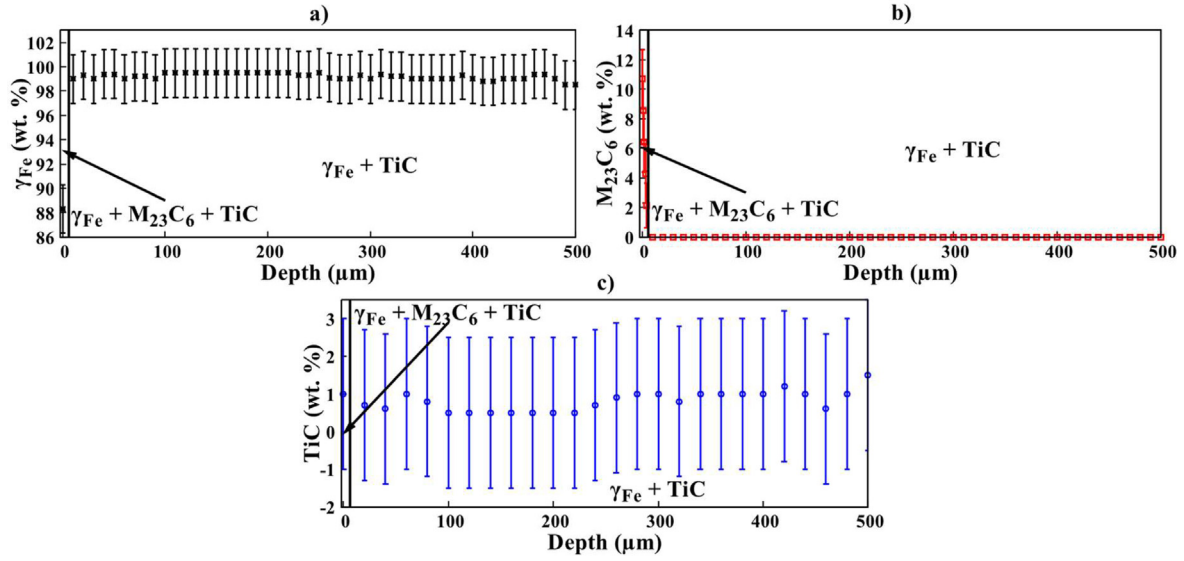 a)
102
100
98
96
94
92
90
88
86
γFe (wt. %)
γFe + TiC
γFe + M23C6 + TiC
0 100 200 300 400 500
Depth (µm)
b)
14
12
10
8
6
4
2
0
M23C6 (wt. %)
γFe + TiC
γFe + M23C6 + TiC
0 100 200 300 400 500
Depth (µm)
c)
3
2
1
0
-1
-2
TiC (wt. %)
γFe + M23C6 + TiC
γFe + TiC
0 100 200 300 400 500
Depth (µm)